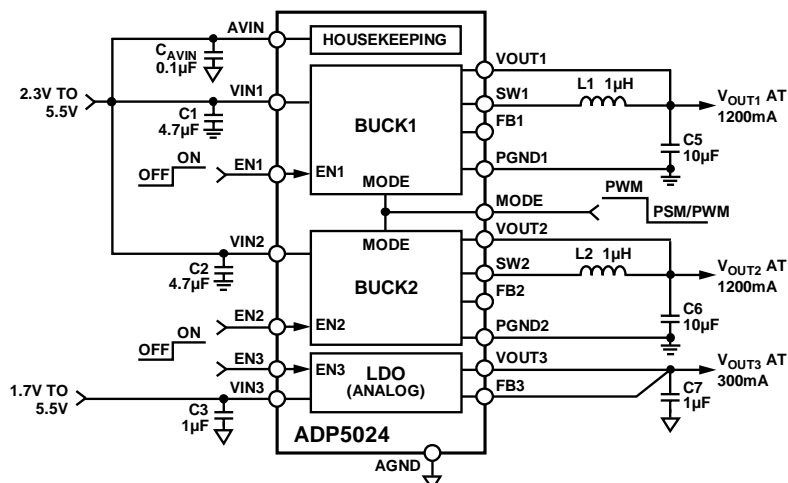 AVIN
HOUSEKEEPING
C_AVIN
0.1µF
VOUT1
L1 1µH
V_OUT1 AT
1200mA
2.3V TO
5.5V
VIN1
SW1
C1
4.7µF
BUCK1
FB1
C5
10µF
OFF
ON
EN1
EN1
PGND1
MODE
MODE
PWM
PSM/PWM
MODE
VOUT2
VIN2
C2
4.7µF
BUCK2
SW2
L2 1µH
V_OUT2 AT
1200mA
FB2
C6
10µF
EN2
EN2
PGND2
OFF
ON
EN3
EN3
LDO
(ANALOG)
VOUT3
V_OUT3 AT
300mA
1.7V TO
5.5V
VIN3
FB3
C3
1µF
C7
1µF
ADP5024
AGND